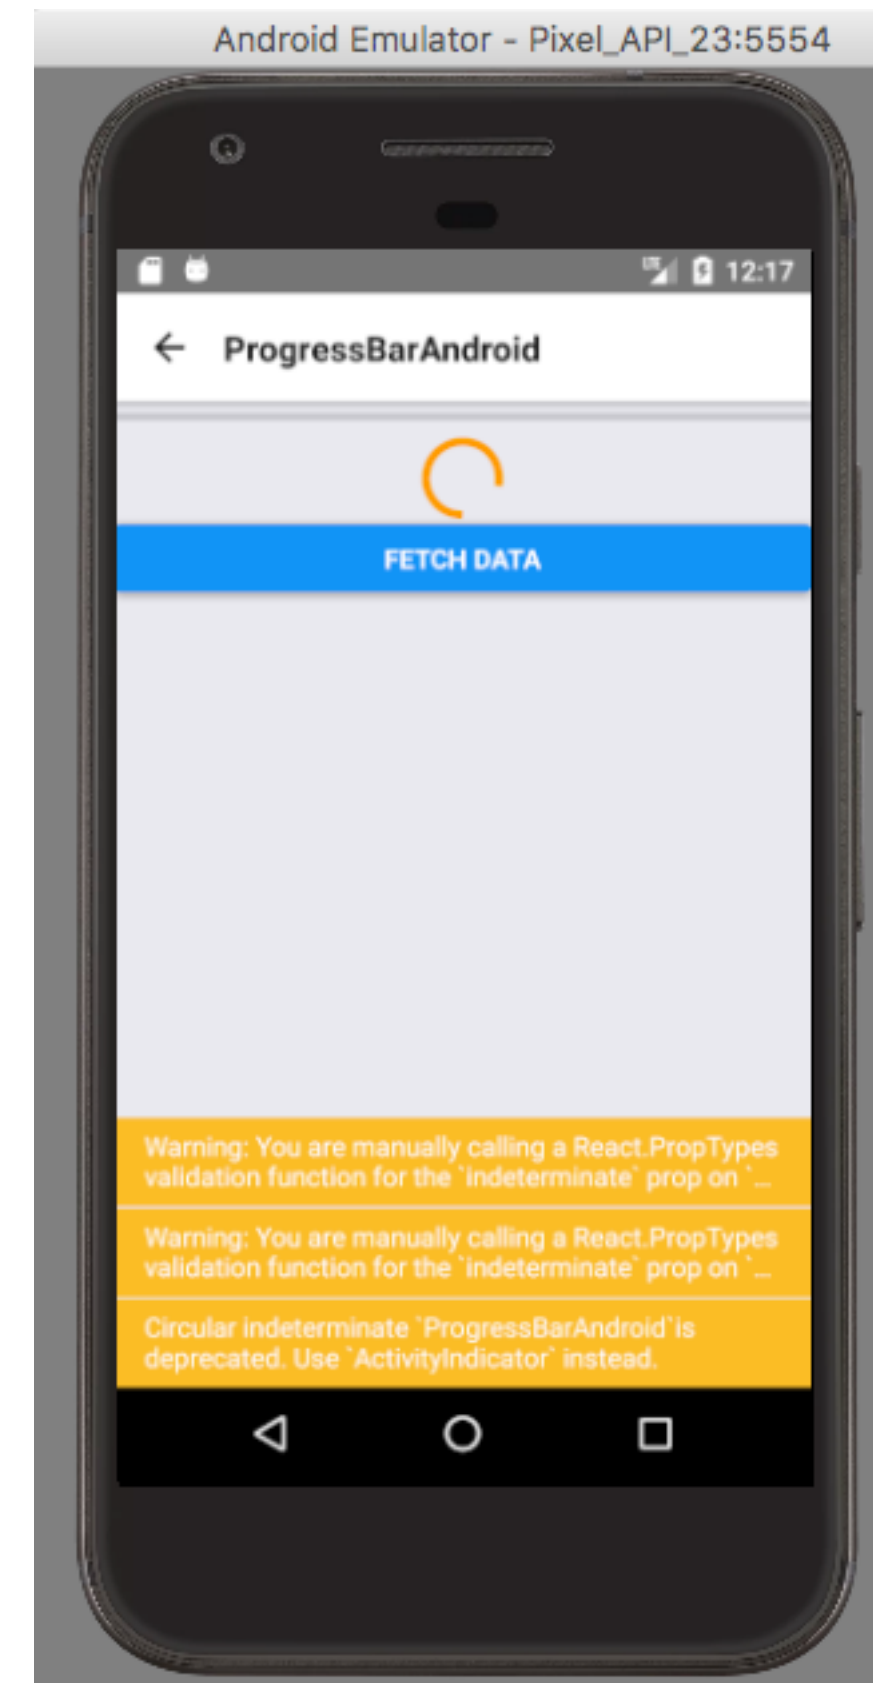 Android Emulator - Pixel_API_23:5554
LTE 12:17
ProgressBarAndroid
FETCH DATA
Warning: You are manually calling a React.PropTypes
validation function for the `indeterminate` prop on `...
Warning: You are manually calling a React.PropTypes
validation function for the `indeterminate` prop on `...
Circular indeterminate `ProgressBarAndroid`is
deprecated. Use `ActivityIndicator` instead.